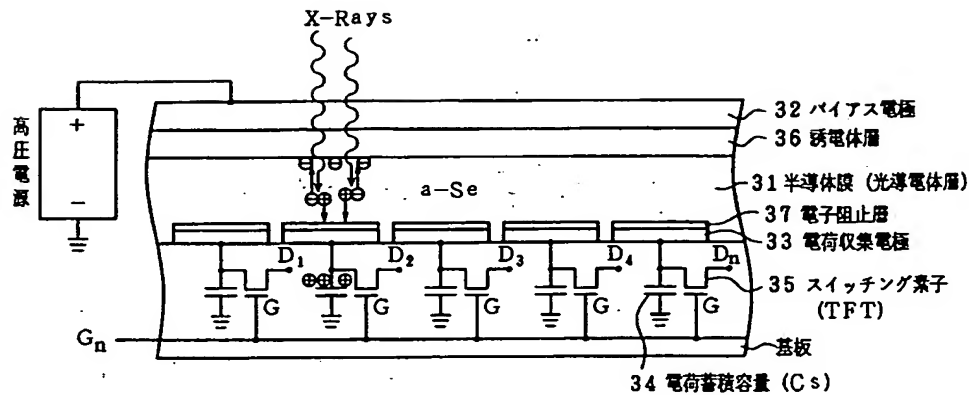 X-Rays
高圧電源
+
−
32 バイアス電極
36 誘電体層
31 半導体膜 (光導電体層)
a-Se
37 電子阻止層
33 電荷収集電極
D1 D2 D3 D4 Dn
35 スイッチング素子
(TFT)
G G G G G
Gn
基板
34 電荷蓄積容量 (Cs)